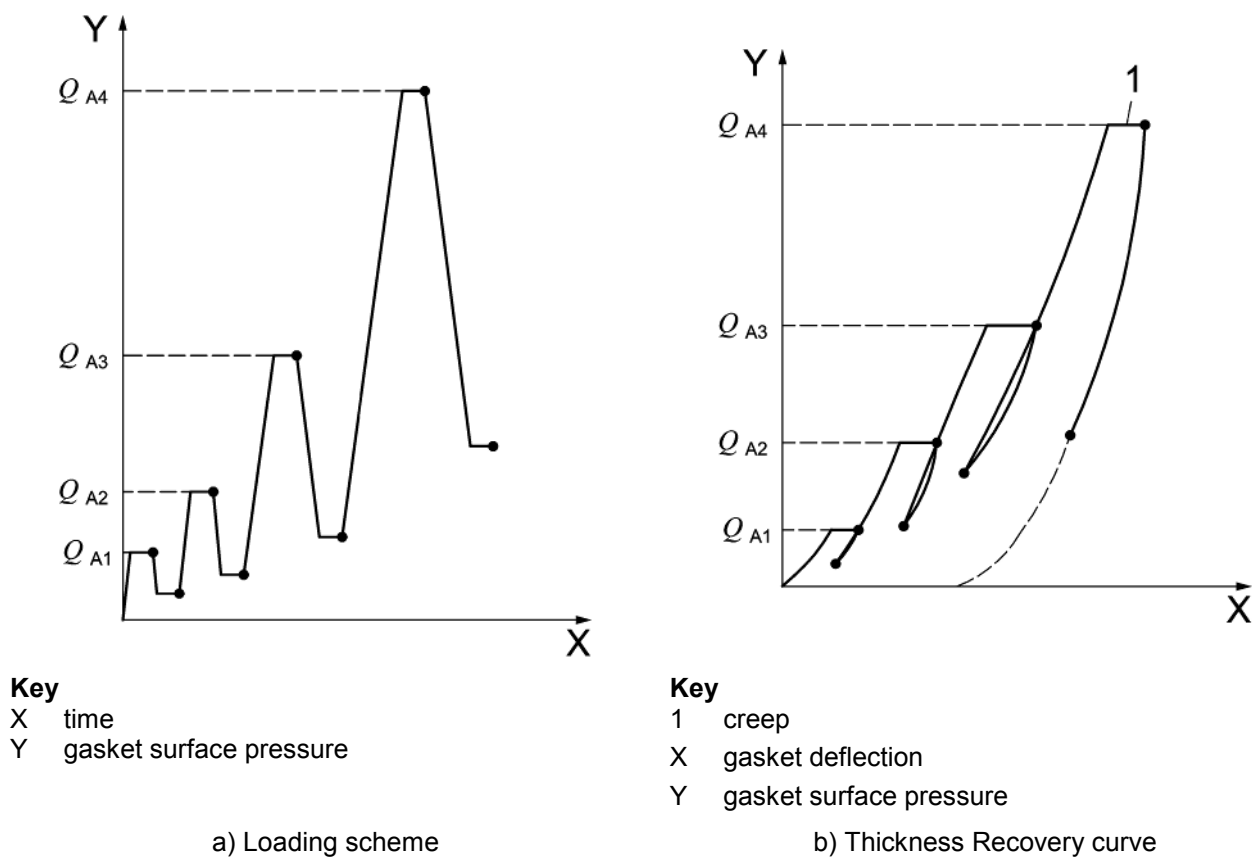 Y
Q A4
Q A3
Q A2
Q A1
X
Key
X time
Y gasket surface pressure
a) Loading scheme
Y
1
Q A4
Q A3
Q A2
Q A1
X
Key
1 creep
X gasket deflection
Y gasket surface pressure
b) Thickness Recovery curve